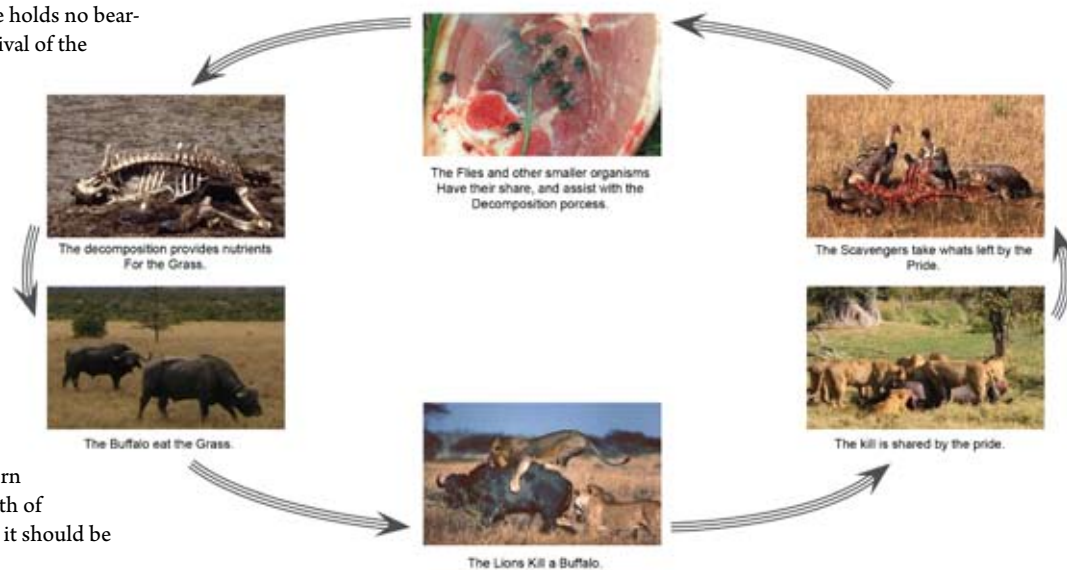 e holds no bear-
ival of the
The Flies and other smaller organisms
Have their share, and assist with the
Decomposition porcess.
The decomposition provides nutrients
For the Grass.
The Scavengers take whats left by the
Pride.
The Buffalo eat the Grass.
The kill is shared by the pride.
The Lions Kill a Buffalo.
rn
th of
it should be